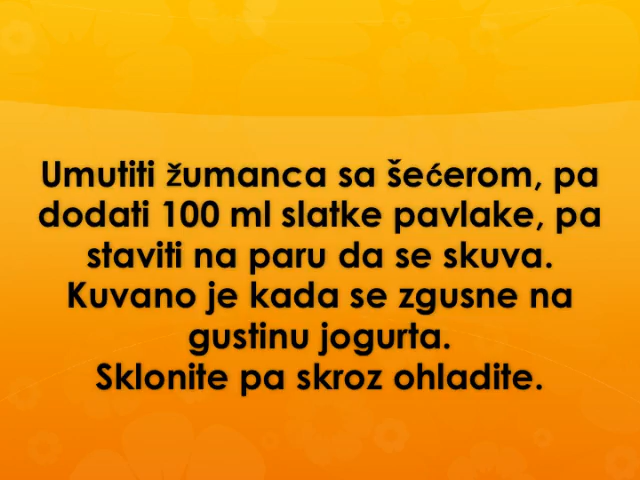 Umutiti žumanca sa šećerom, pa
dodati 100 ml slatke pavlake, pa
staviti na paru da se skuva.
Kuvano je kada se zgusne na
gustinu jogurta.
Sklonite pa skroz ohladite.